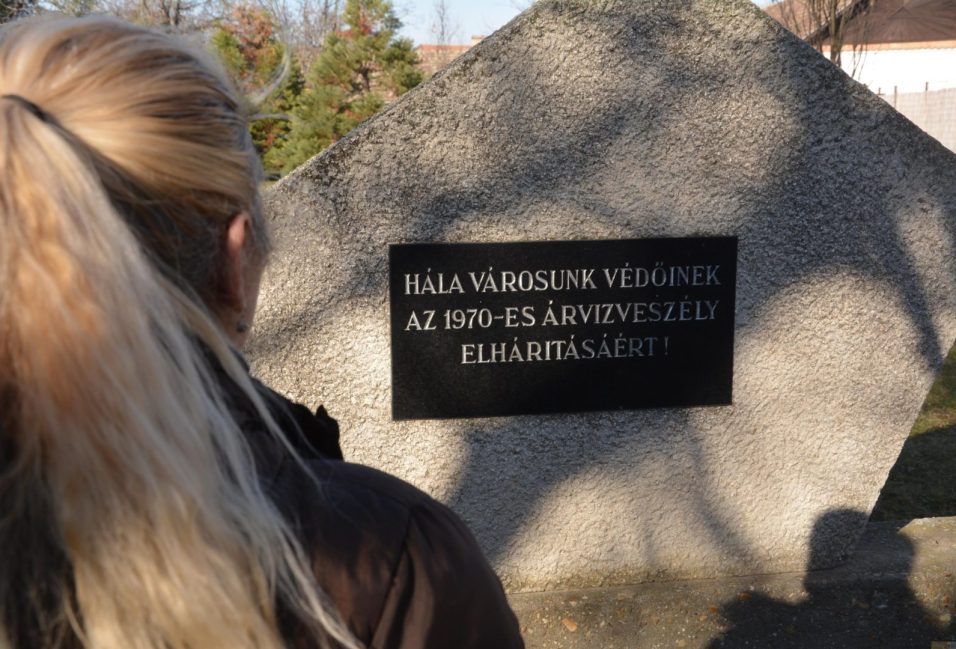 HÁLA VÁROSUNK VÉDŐINEK
AZ 1970-ES ÁRVIZVESZÉLY
ELHÁRITÁSÁÉRT !